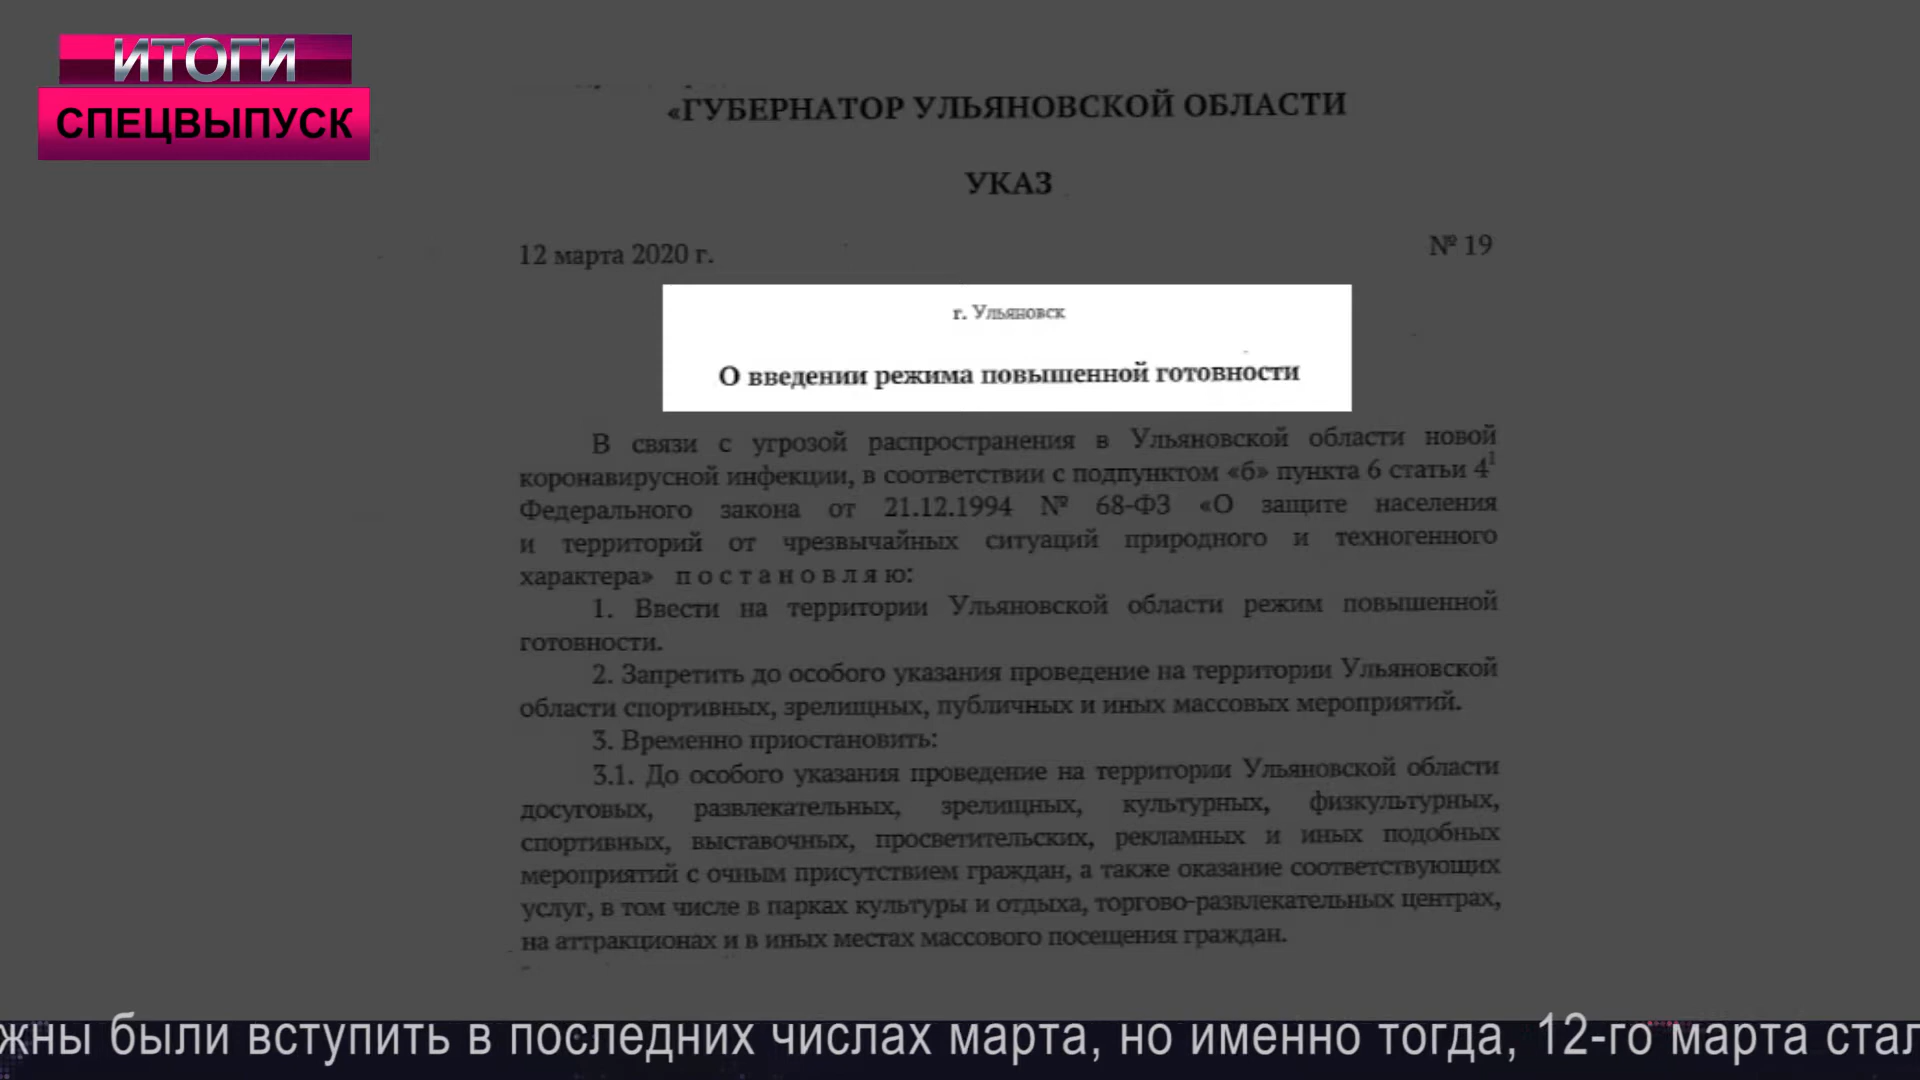 ИТОГИ
СПЕЦВЫПУСК
«ГУБЕРНАТОР УЛЬЯНОВСКОЙ ОБЛАСТИ
УКАЗ
12 марта 2020 г.
№ 19
г. Ульяновск
О введении режима повышенной готовности
В связи с угрозой распространения в Ульяновской области новой
коронавирусной инфекции, в соответствии с подпунктом «б» пункта 6 статьи 4¹
Федерального закона от 21.12.1994 № 68-ФЗ «О защите населения
и территорий от чрезвычайных ситуаций природного и техногенного
характера» п о с т а н о в л я ю:
1. Ввести на территории Ульяновской области режим повышенной
готовности.
2. Запретить до особого указания проведение на территории Ульяновской
области спортивных, зрелищных, публичных и иных массовых мероприятий.
3. Временно приостановить:
3.1. До особого указания проведение на территории Ульяновской области
досуговых, развлекательных, зрелищных, культурных, физкультурных,
спортивных, выставочных, просветительских, рекламных и иных подобных
мероприятий с очным присутствием граждан, а также оказание соответствующих
услуг, в том числе в парках культуры и отдыха, торгово-развлекательных центрах,
на аттракционах и в иных местах массового посещения граждан.
жны были вступить в последних числах марта, но именно тогда, 12-го марта стал